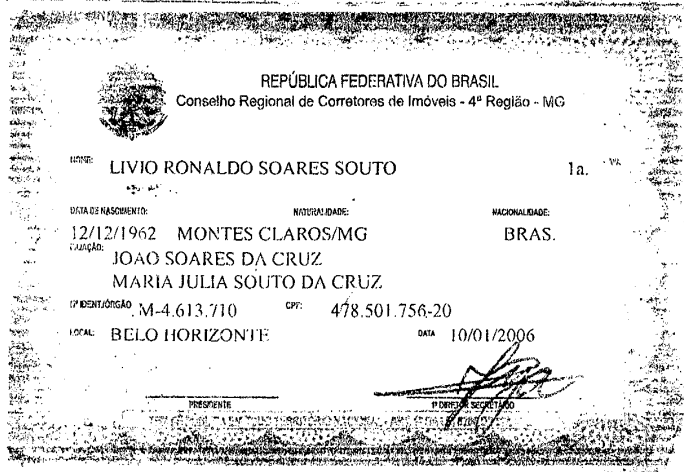 REPÚBLICA FEDERATIVA DO BRASIL
Conselho Regional de Corretores de Imóveis - 4ª Região - MG
NOME: LIVIO RONALDO SOARES SOUTO 1a. VIA
DATA DE NASCIMENTO: NATURALIDADE: NACIONALIDADE:
12/12/1962 MONTES CLAROS/MG BRAS.
FILIAÇÃO:
JOAO SOARES DA CRUZ
MARIA JULIA SOUTO DA CRUZ
Nº IDENT/ÓRGÃO M-4.613.710 CPF: 478.501.756-20
LOCAL: BELO HORIZONTE DATA 10/01/2006
PRESIDENTE 1º DIRETOR SECRETÁRIO